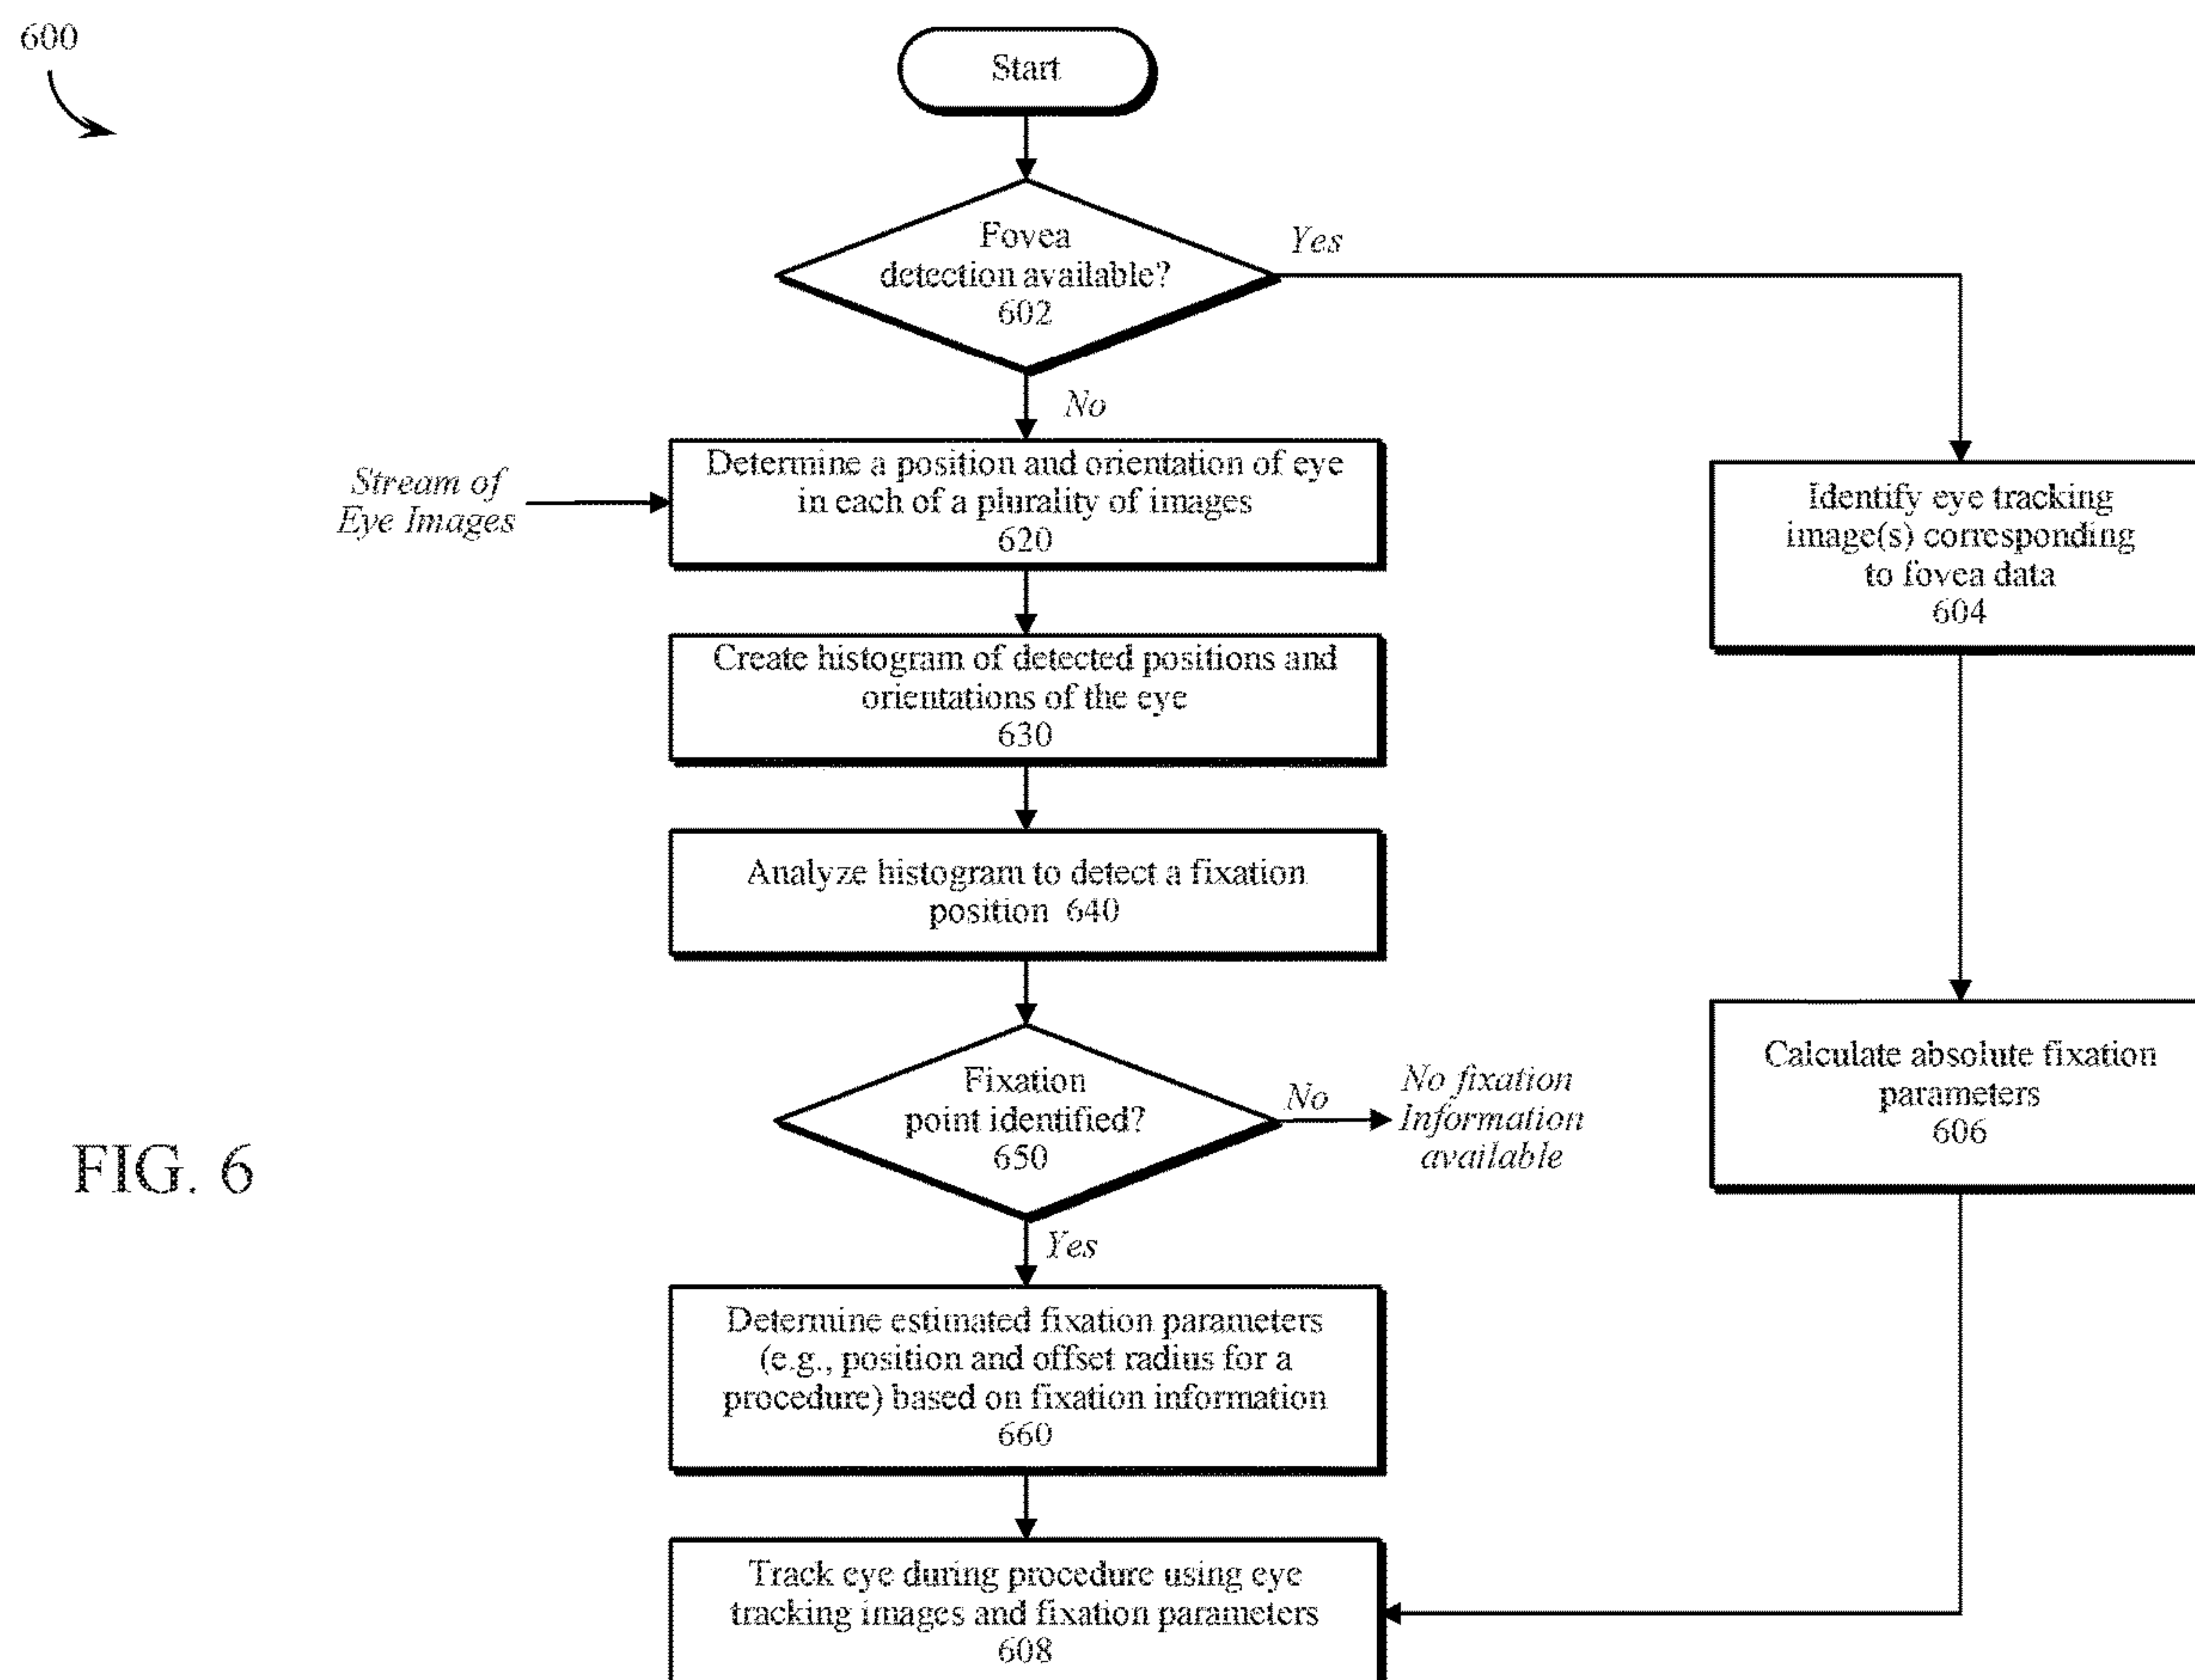 600
Start
Fovea
detection available?
602
Yes
No
Stream of
Eye Images
Determine a position and orientation of eye
in each of a plurality of images
620
Identify eye tracking
image(s) corresponding
to fovea data
604
Create histogram of detected positions and
orientations of the eye
630
Analyze histogram to detect a fixation
position 640
Fixation
point identified?
650
No
No fixation
Information
available
Calculate absolute fixation
parameters
606
FIG. 6
Yes
Determine estimated fixation parameters
(e.g., position and offset radius for a
procedure) based on fixation information
660
Track eye during procedure using eye
tracking images and fixation parameters
608